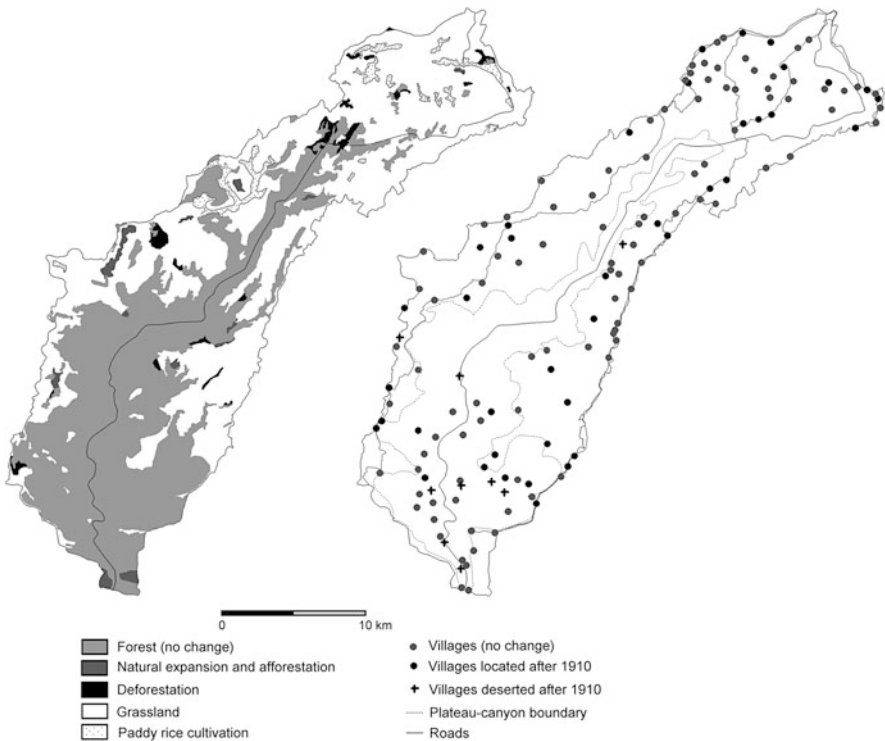 0 10 km
Forest (no change)
Natural expansion and afforestation
Deforestation
Grassland
Paddy rice cultivation
Villages (no change)
Villages located after 1910
Villages deserted after 1910
Plateau-canyon boundary
Roads